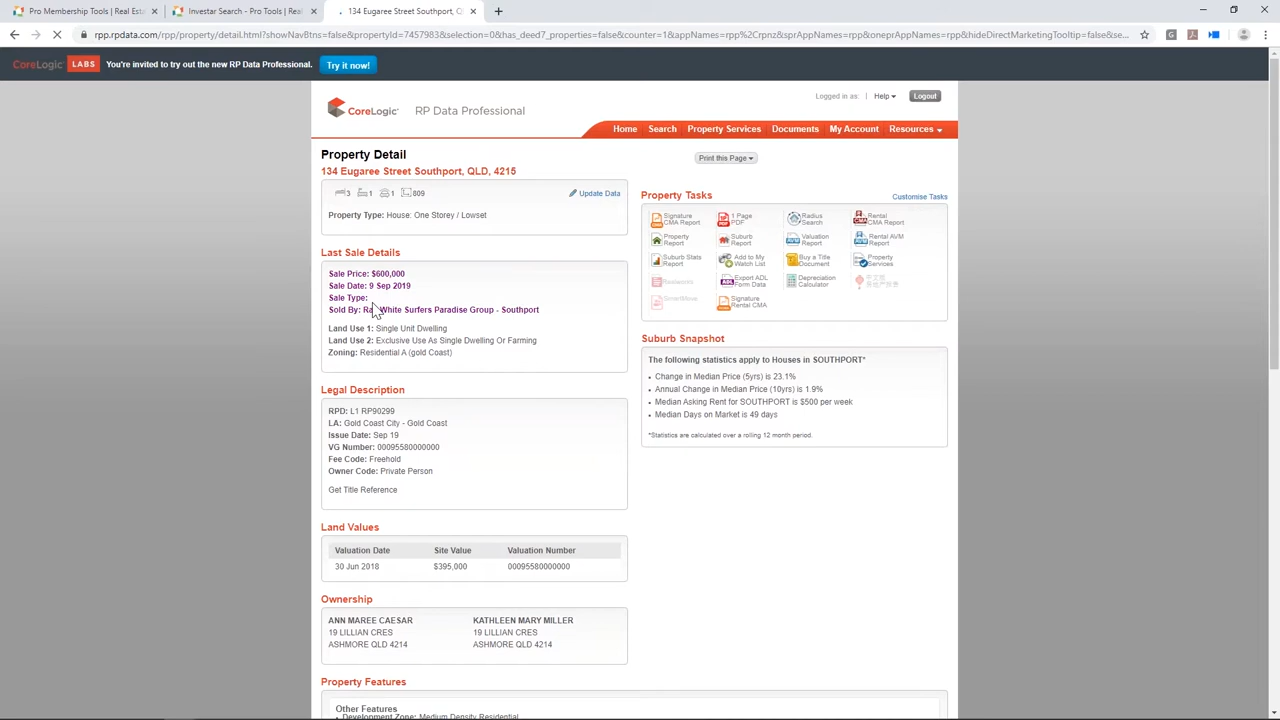 Pro Membership Tools | Real Esta
Investar Search - Pro Tools | Real
134 Eugaree Street Southport, Q
rpp.rpdata.com/rpp/property/detail.html?showNavBtns=false&propertyId=7457983&selection=0&has_deed7_properties=false&counter=1&appNames=rpp%2Crpnz&sprAppNames=rpp&oneprAppNames=rpp&hideDirectMarketingTooltip=false&se...
CoreLogic LABS You're invited to try out the new RP Data Professional. Try it now!
Logged in as: | Help Logout
CoreLogic RP Data Professional
Home Search Property Services Documents My Account Resources
Property Detail
Print this Page
134 Eugaree Street Southport, QLD, 4215
3 1 1 809 Update Data
Property Type: House: One Storey / Lowset
Last Sale Details
Sale Price: $600,000
Sale Date: 9 Sep 2019
Sale Type:
Sold By: Ray White Surfers Paradise Group - Southport
Land Use 1: Single Unit Dwelling
Land Use 2: Exclusive Use As Single Dwelling Or Farming
Zoning: Residential A (gold Coast)
Legal Description
RPD: L1 RP90299
LA: Gold Coast City - Gold Coast
Issue Date: Sep 19
VG Number: 00095580000000
Fee Code: Freehold
Owner Code: Private Person
Get Title Reference
Land Values
Valuation Date Site Value Valuation Number
30 Jun 2018 $395,000 00095580000000
Ownership
ANN MAREE CAESAR KATHLEEN MARY MILLER
19 LILLIAN CRES 19 LILLIAN CRES
ASHMORE QLD 4214 ASHMORE QLD 4214
Property Features
Other Features
Development Zone: Medium Density Residential
Property Tasks Customise Tasks
Signature CMA Report
1 Page PDF
Radius Search
Rental CMA Report
Property Report
Suburb Report
Valuation Report
Rental AVM Report
Suburb Stats Report
Add to My Watch List
Buy a Title Document
Property Services
Export ADL Form Data
Depreciation Calculator
Signature Rental CMA
Suburb Snapshot
The following statistics apply to Houses in SOUTHPORT*
• Change in Median Price (5yrs) is 23.1%
• Annual Change in Median Price (10yrs) is 1.9%
• Median Asking Rent for SOUTHPORT is $500 per week
• Median Days on Market is 49 days
*Statistics are calculated over a rolling 12 month period.